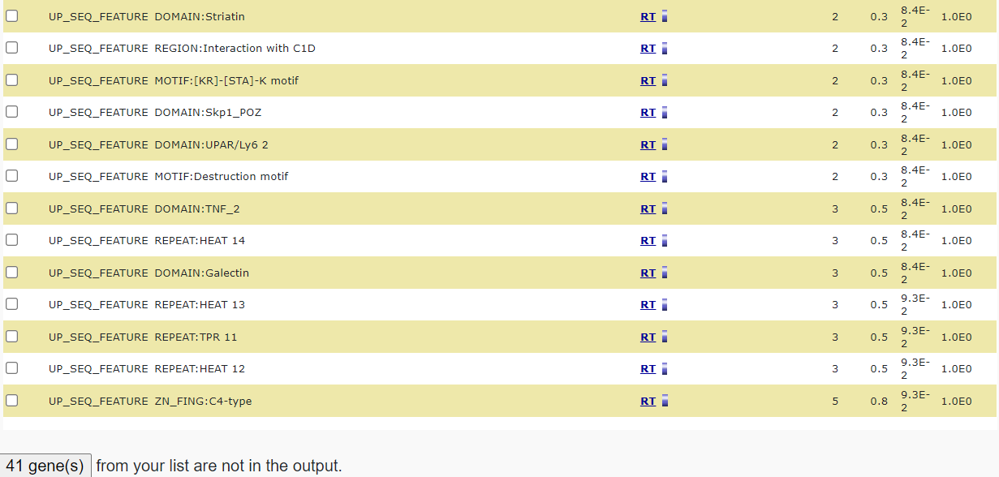 UP_SEQ_FEATURE DOMAIN:Striatin RT 2 0.3 8.4E-2 1.0E0
UP_SEQ_FEATURE REGION:Interaction with C1D RT 2 0.3 8.4E-2 1.0E0
UP_SEQ_FEATURE MOTIF:[KR]-[STA]-K motif RT 2 0.3 8.4E-2 1.0E0
UP_SEQ_FEATURE DOMAIN:Skp1_POZ RT 2 0.3 8.4E-2 1.0E0
UP_SEQ_FEATURE DOMAIN:UPAR/Ly6 2 RT 2 0.3 8.4E-2 1.0E0
UP_SEQ_FEATURE MOTIF:Destruction motif RT 2 0.3 8.4E-2 1.0E0
UP_SEQ_FEATURE DOMAIN:TNF_2 RT 3 0.5 8.4E-2 1.0E0
UP_SEQ_FEATURE REPEAT:HEAT 14 RT 3 0.5 8.4E-2 1.0E0
UP_SEQ_FEATURE DOMAIN:Galectin RT 3 0.5 8.4E-2 1.0E0
UP_SEQ_FEATURE REPEAT:HEAT 13 RT 3 0.5 9.3E-2 1.0E0
UP_SEQ_FEATURE REPEAT:TPR 11 RT 3 0.5 9.3E-2 1.0E0
UP_SEQ_FEATURE REPEAT:HEAT 12 RT 3 0.5 9.3E-2 1.0E0
UP_SEQ_FEATURE ZN_FING:C4-type RT 5 0.8 9.3E-2 1.0E0
41 gene(s) from your list are not in the output.